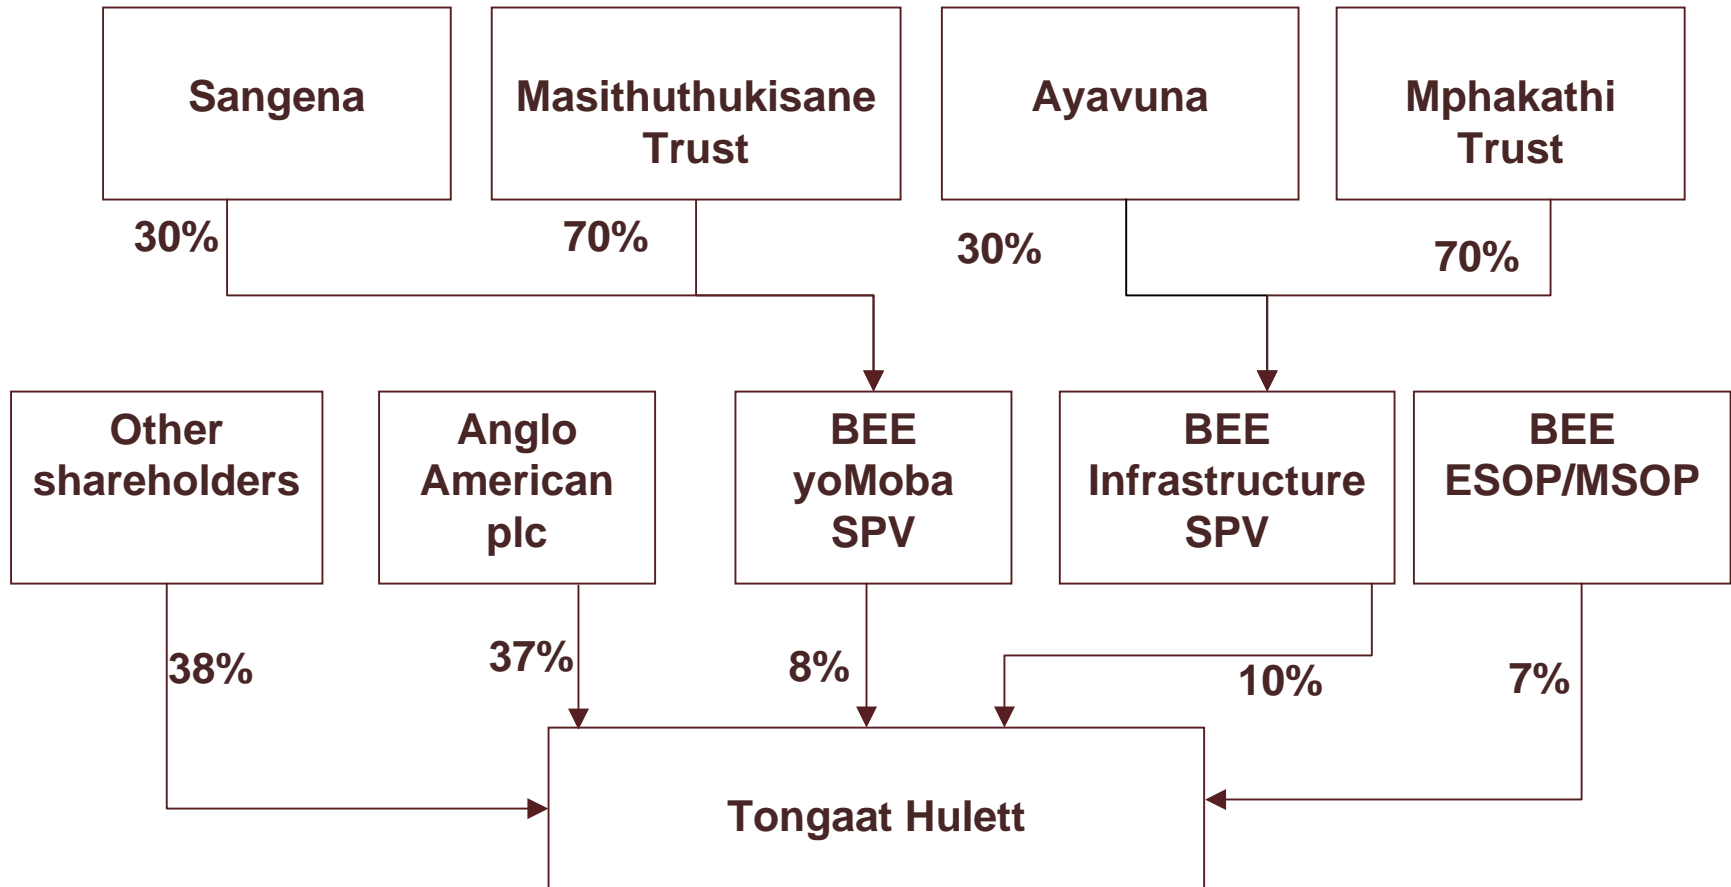 Sangena
Masithuthukisane
Trust
Ayavuna
Mphakathi
Trust
30%
70%
30%
70%
Other
shareholders
Anglo
American
plc
BEE
yoMoba
SPV
BEE
Infrastructure
SPV
BEE
ESOP/MSOP
38%
37%
8%
10%
7%
Tongaat Hulett